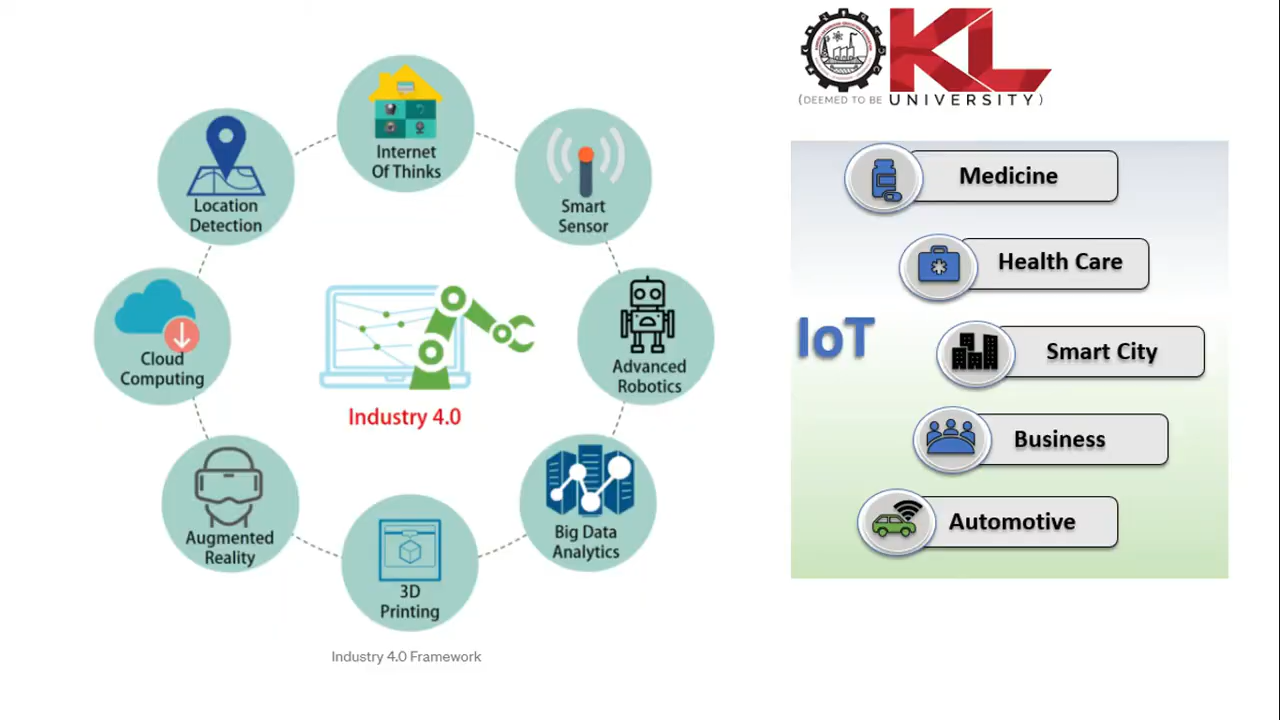 Internet
Of Thinks
Smart
Sensor
Advanced
Robotics
Big Data
Analytics
3D
Printing
Augmented
Reality
Cloud
Computing
Location
Detection
Industry 4.0
Industry 4.0 Framework
KL
(DEEMED TO BE UNIVERSITY)
IoT
Medicine
Health Care
Smart City
Business
Automotive